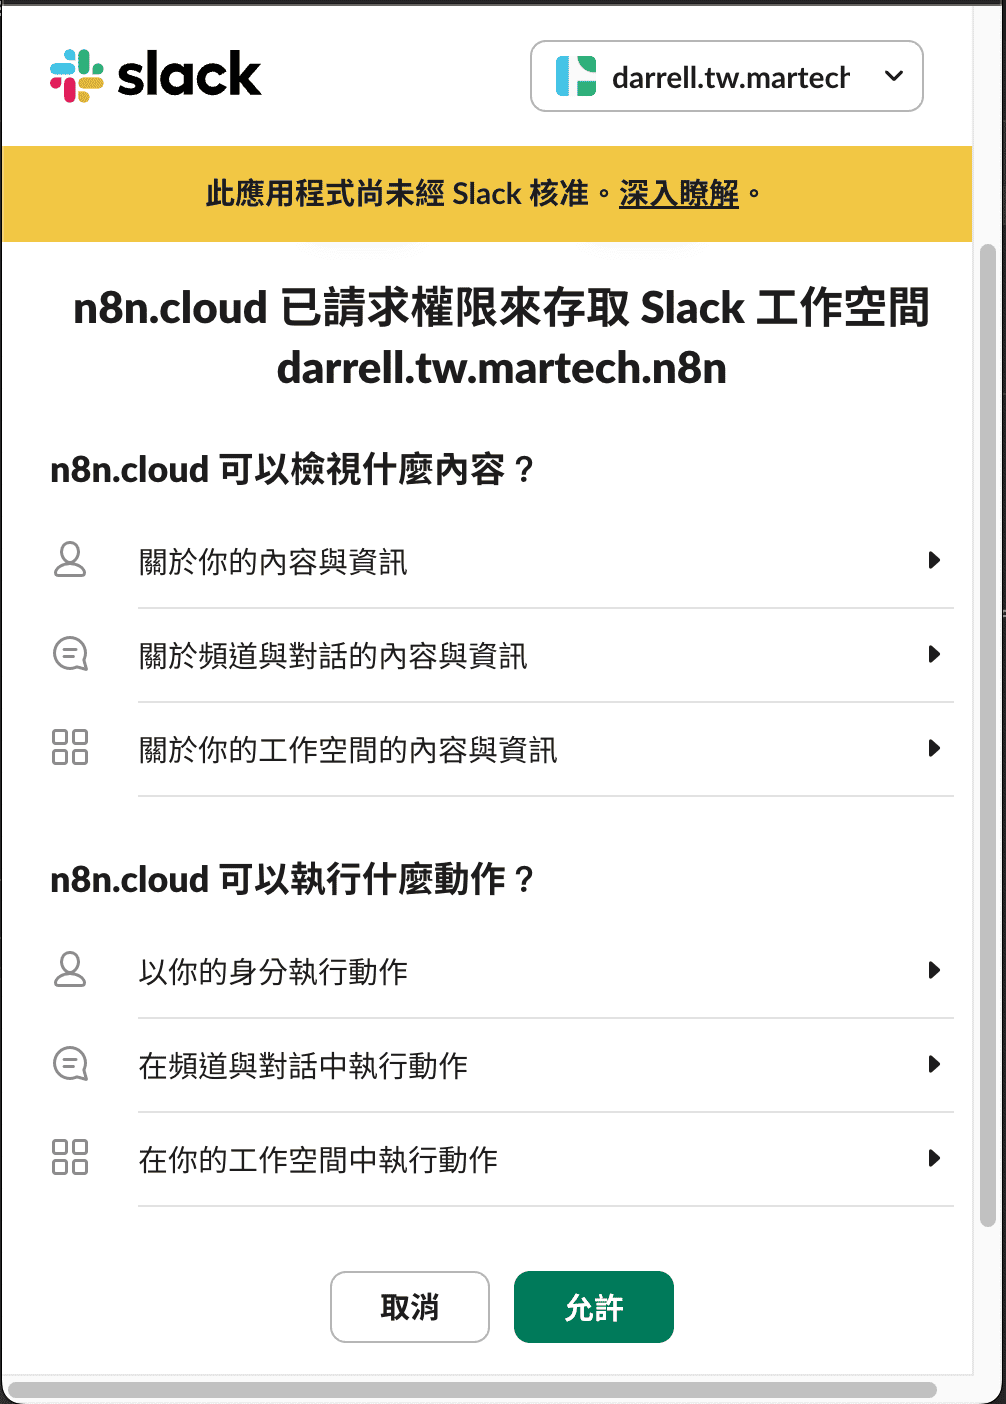 slack
darrell.tw.martech
此應用程式尚未經 Slack 核准。深入瞭解。
n8n.cloud 已請求權限來存取 Slack 工作空間
darrell.tw.martech.n8n
n8n.cloud 可以檢視什麼內容？
關於你的內容與資訊
關於頻道與對話的內容與資訊
關於你的工作空間的內容與資訊
n8n.cloud 可以執行什麼動作？
以你的身分執行動作
在頻道與對話中執行動作
在你的工作空間中執行動作
取消
允許